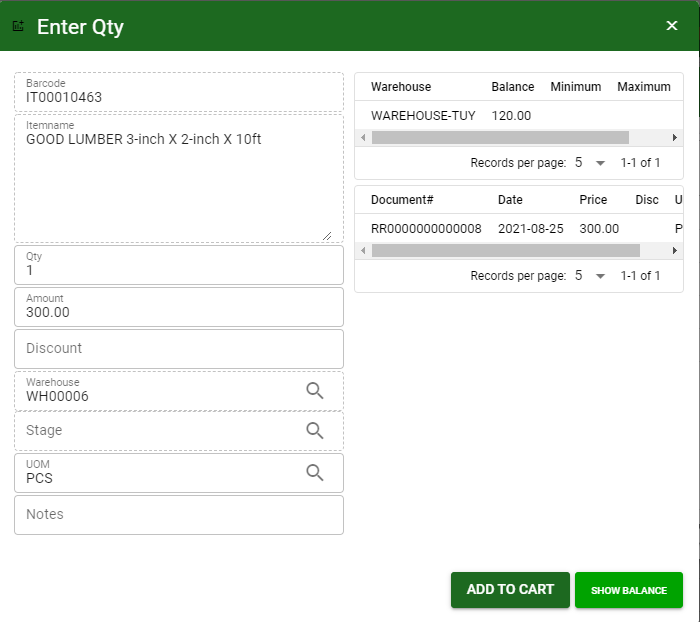 Enter Qty
Barcode
IT00010463
Itemname
GOOD LUMBER 3-inch X 2-inch X 10ft
Qty
1
Amount
300.00
Discount
Warehouse
WH00006
Stage
UOM
PCS
Notes
Warehouse Balance Minimum Maximum
WAREHOUSE-TUY 120.00
Records per page: 5 1-1 of 1
Document# Date Price Disc U
RR0000000000008 2021-08-25 300.00 P
Records per page: 5 1-1 of 1
ADD TO CART SHOW BALANCE